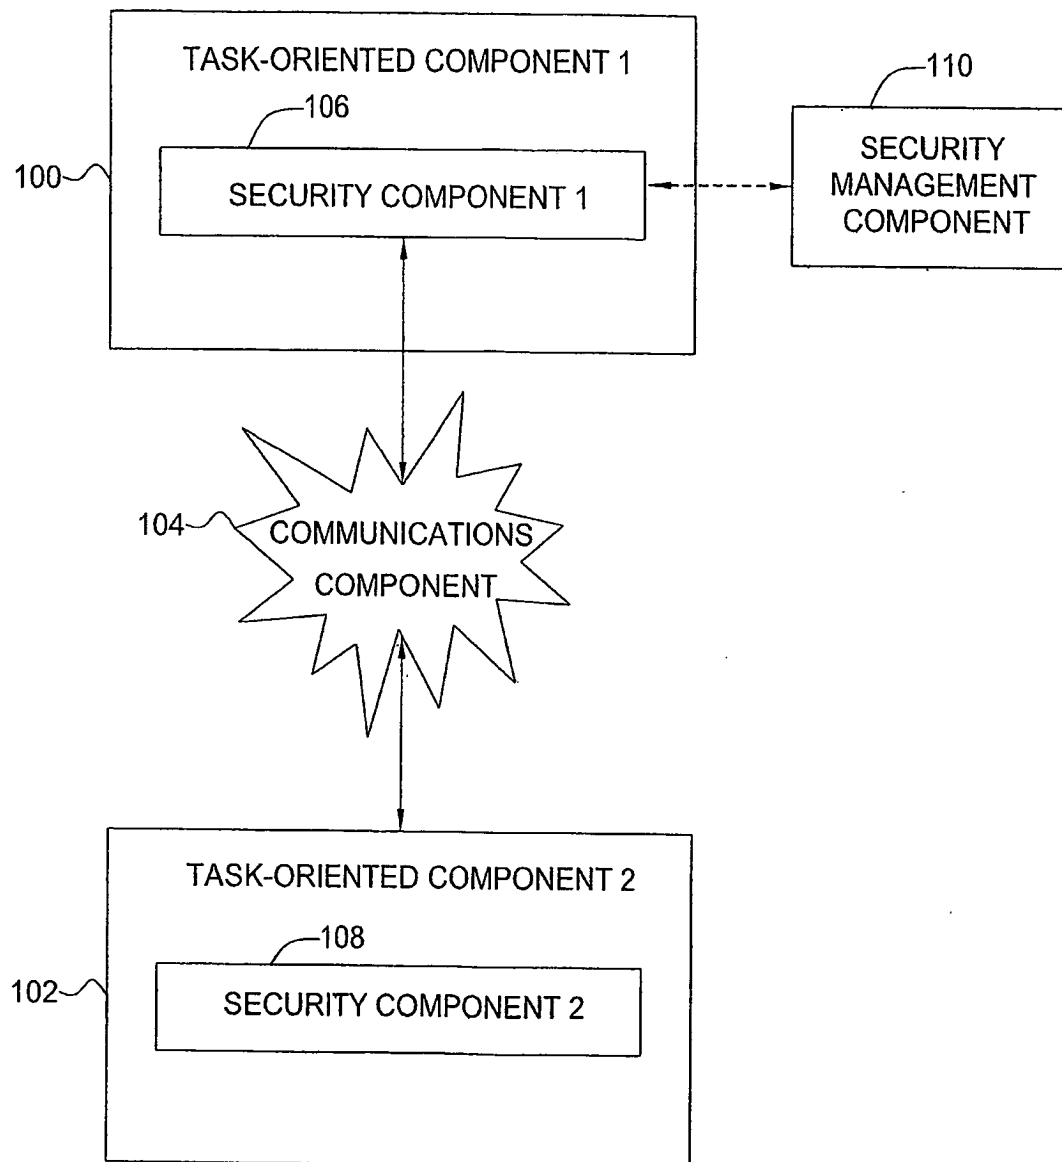 TASK-ORIENTED COMPONENT 1
106
SECURITY COMPONENT 1
100
110
SECURITY
MANAGEMENT
COMPONENT
104
COMMUNICATIONS
COMPONENT
TASK-ORIENTED COMPONENT 2
108
SECURITY COMPONENT 2
102